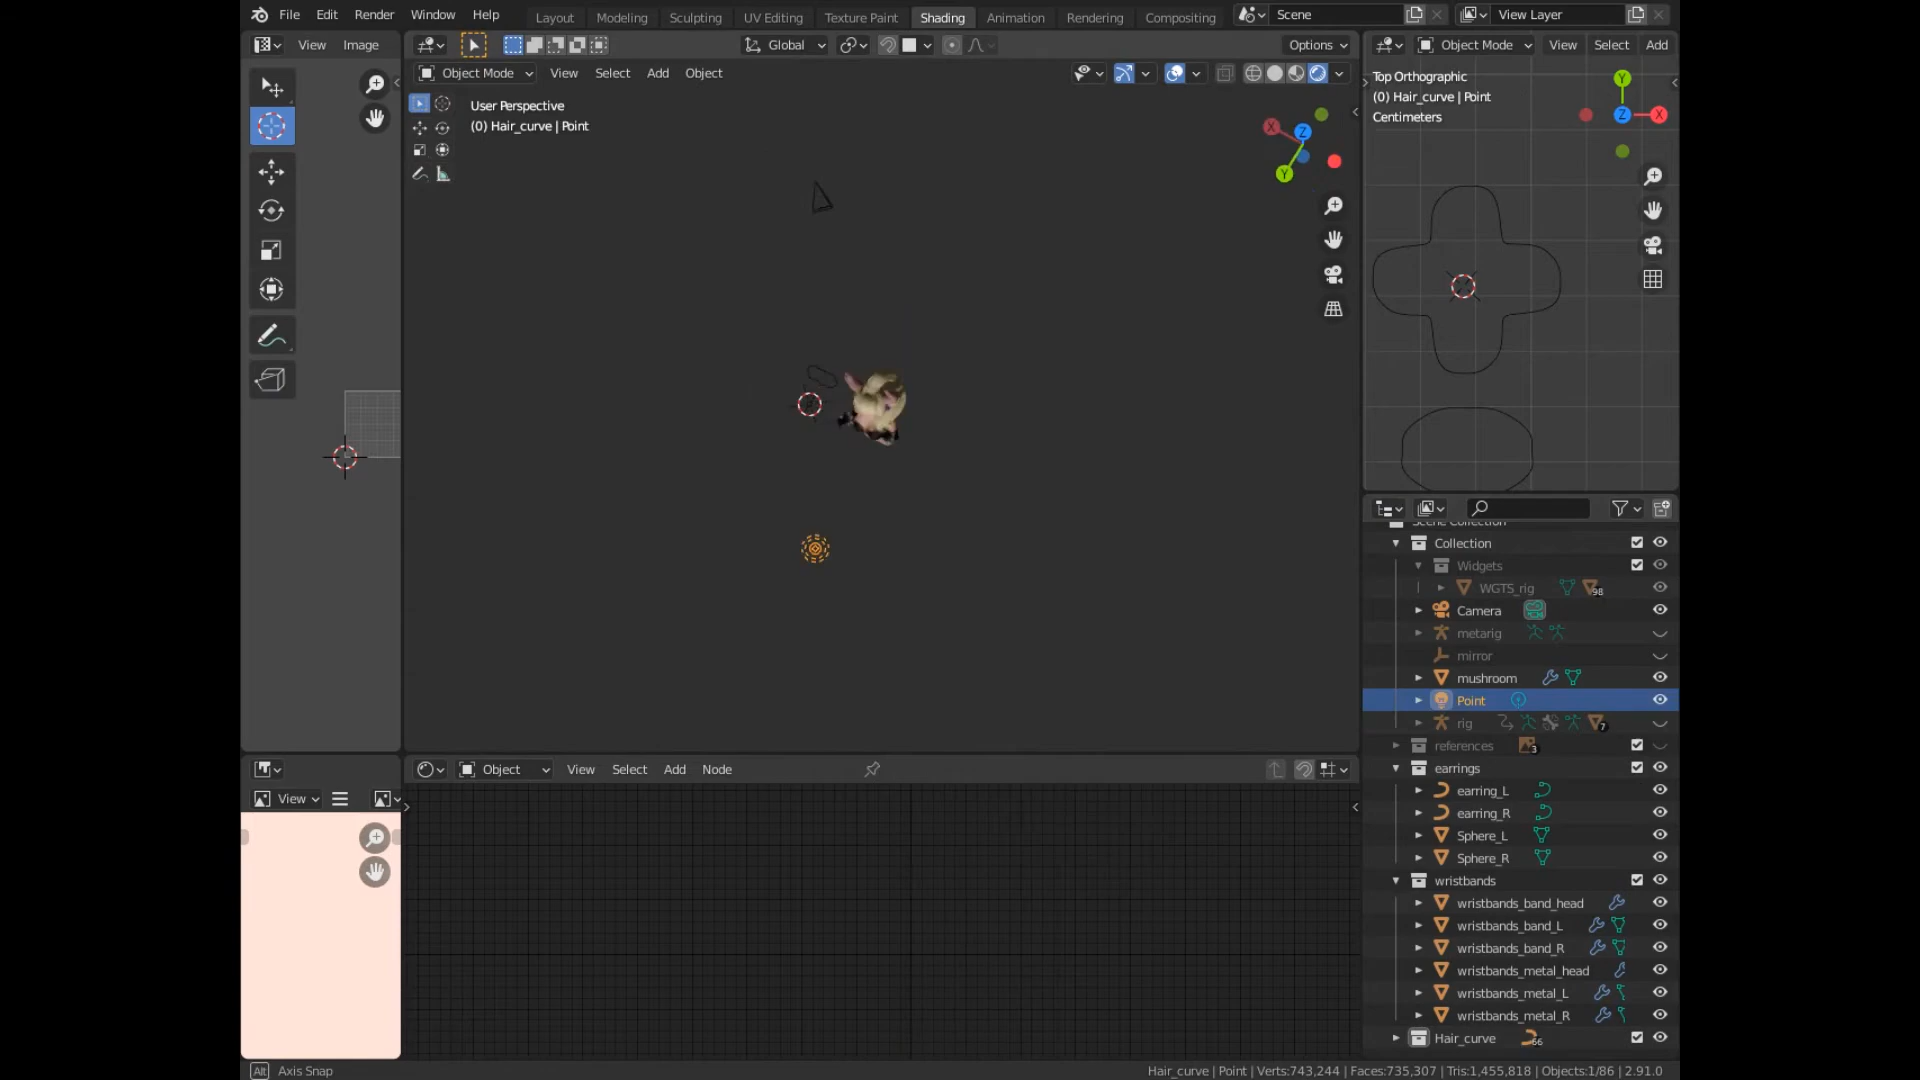 File Edit Render Window Help Layout Modeling Sculpting UV Editing Texture Paint Shading Animation Rendering Compositing Scene View Layer
View Image Global Options Object Mode View Select Add
Object Mode View Select Add Object
User Perspective
(0) Hair_curve | Point
X Z Y
Top Orthographic
(0) Hair_curve | Point
Centimeters
Y Z X
Scene Collection
Collection
Widgets
WGTS_rig 98
Camera
metarig
mirror
mushroom
Point
rig 7
references 3
earrings
earring_L
earring_R
Sphere_L
Sphere_R
wristbands
wristbands_band_head
wristbands_band_L
wristbands_band_R
wristbands_metal_head
wristbands_metal_L
wristbands_metal_R
Hair_curve 66
Object View Select Add Node
View
Alt Axis Snap
Hair_curve | Point | Verts:743,244 | Faces:735,307 | Tris:1,455,818 | Objects:1/86 | 2.91.0